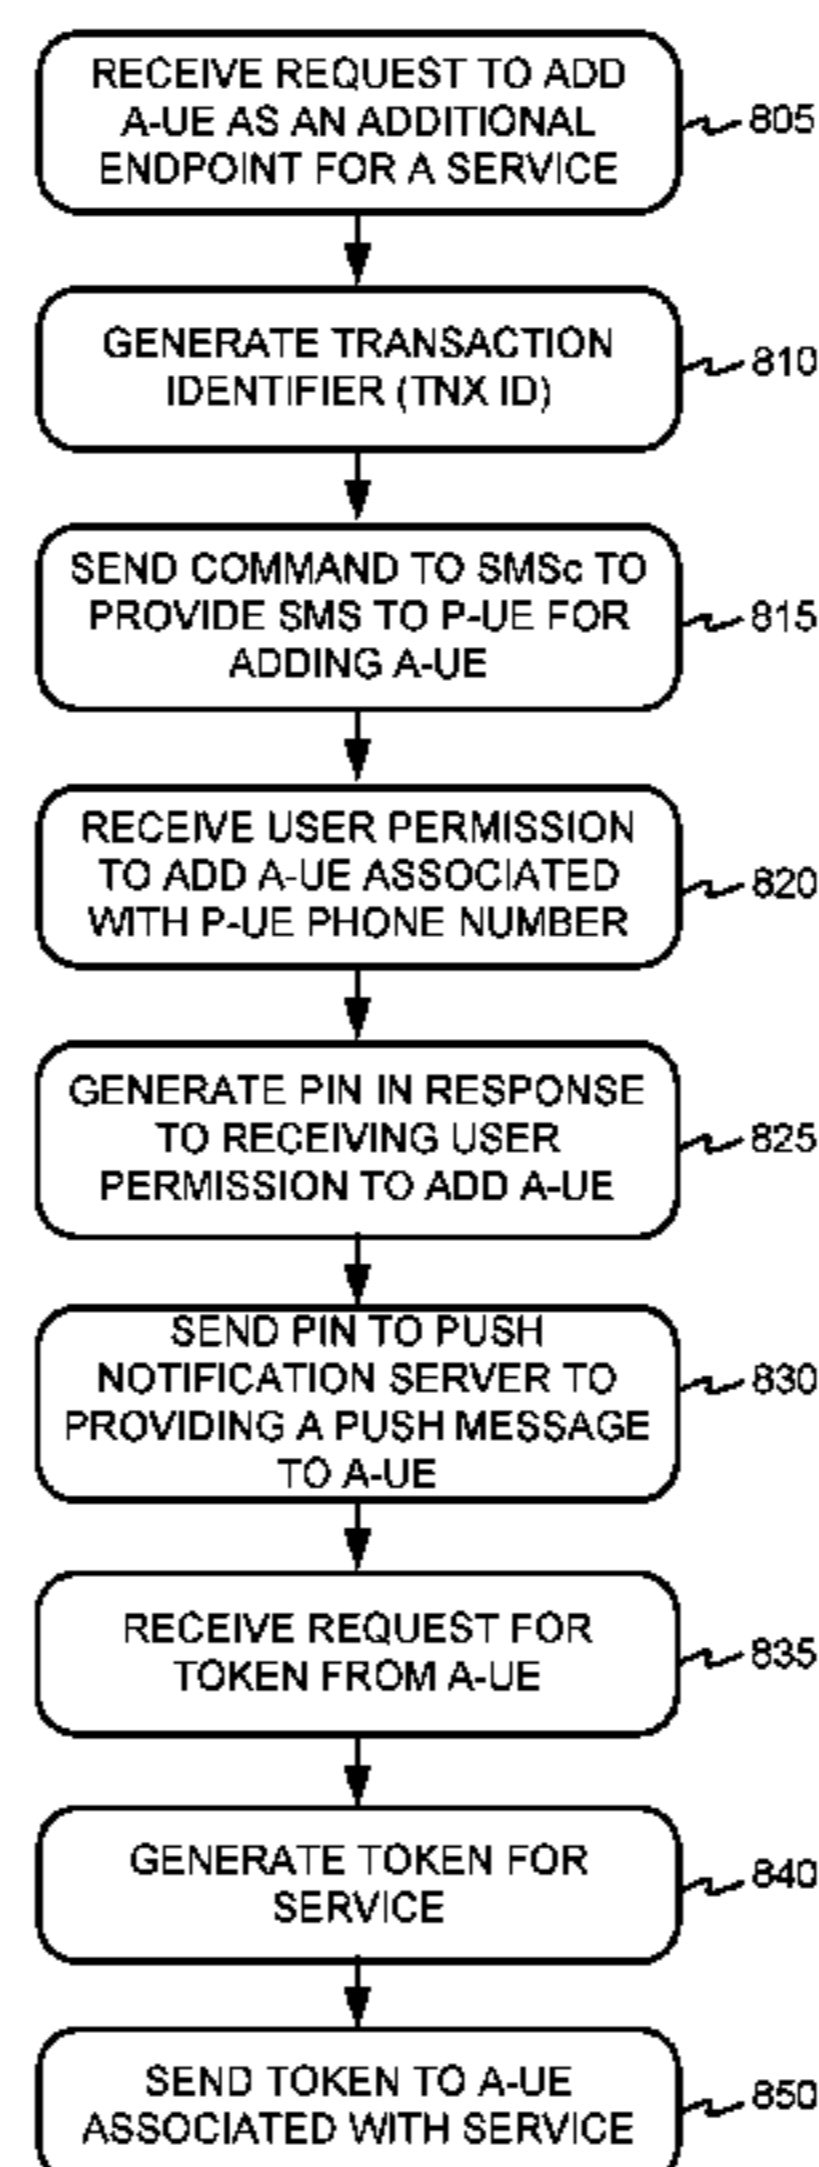 RECEIVE REQUEST TO ADD
A-UE AS AN ADDITIONAL
ENDPOINT FOR A SERVICE
805
GENERATE TRANSACTION
IDENTIFIER (TNX ID)
810
SEND COMMAND TO SMSc TO
PROVIDE SMS TO P-UE FOR
ADDING A-UE
815
RECEIVE USER PERMISSION
TO ADD A-UE ASSOCIATED
WITH P-UE PHONE NUMBER
820
GENERATE PIN IN RESPONSE
TO RECEIVING USER
PERMISSION TO ADD A-UE
825
SEND PIN TO PUSH
NOTIFICATION SERVER TO
PROVIDING A PUSH MESSAGE
TO A-UE
830
RECEIVE REQUEST FOR
TOKEN FROM A-UE
835
GENERATE TOKEN FOR
SERVICE
840
SEND TOKEN TO A-UE
ASSOCIATED WITH SERVICE
850